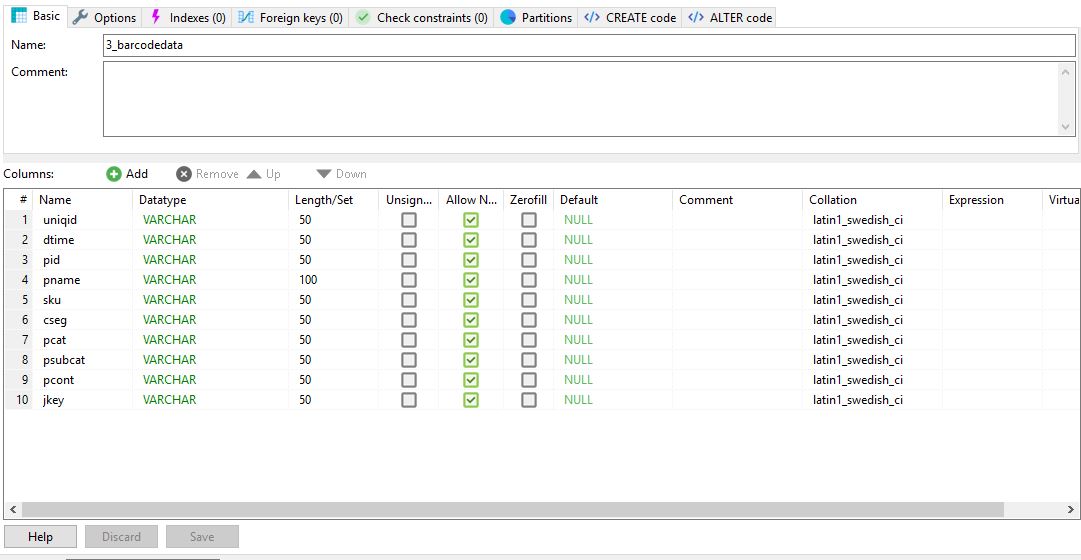 Basic Options Indexes (0) Foreign keys (0) Check constraints (0) Partitions CREATE code ALTER code
Name: 3_barcodedata
Comment:
Columns: Add Remove Up Down
# Name Datatype Length/Set Unsign... Allow N... Zerofill Default Comment Collation Expression Virtua
1 uniqid VARCHAR 50 NULL latin1_swedish_ci
2 dtime VARCHAR 50 NULL latin1_swedish_ci
3 pid VARCHAR 50 NULL latin1_swedish_ci
4 pname VARCHAR 100 NULL latin1_swedish_ci
5 sku VARCHAR 50 NULL latin1_swedish_ci
6 cseg VARCHAR 50 NULL latin1_swedish_ci
7 pcat VARCHAR 50 NULL latin1_swedish_ci
8 psubcat VARCHAR 50 NULL latin1_swedish_ci
9 pcont VARCHAR 50 NULL latin1_swedish_ci
10 jkey VARCHAR 50 NULL latin1_swedish_ci
Help Discard Save